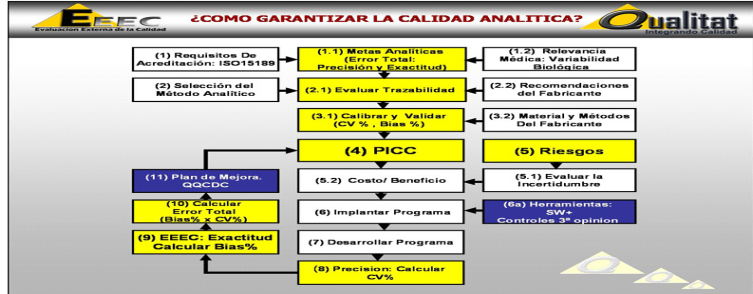 EEEC
Evaluacion Externa de la Calidad
¿COMO GARANTIZAR LA CALIDAD ANALITICA?
Qualitat
Integrando Calidad
(1) Requisitos De
Acreditación: ISO15189
(1.1) Metas Analíticas
(Error Total:
Precisión y Exactitud)
(1.2) Relevancia
Médica: Variabilidad
Biológica
(2) Selección del
Método Analítico
(2.1) Evaluar Trazabilidad
(2.2) Recomendaciones
del Fabricante
(3.1) Calibrar y Validar
(CV % , Bias %)
(3.2) Material y Métodos
Del Fabricante
(4) PICC
(5) Riesgos
(11) Plan de Mejora.
QQCDC
(5.2) Costo/ Beneficio
(5.1) Evaluar la
Incertidumbre
(10) Calcular
Error Total
(Bias% x CV%)
(6) Implantar Programa
(6a) Herramientas:
SW+
Controles 3ª opinion
(9) EEEC: Exactitud
Calcular Bias%
(7) Desarrollar Programa
(8) Precision: Calcular
CV%